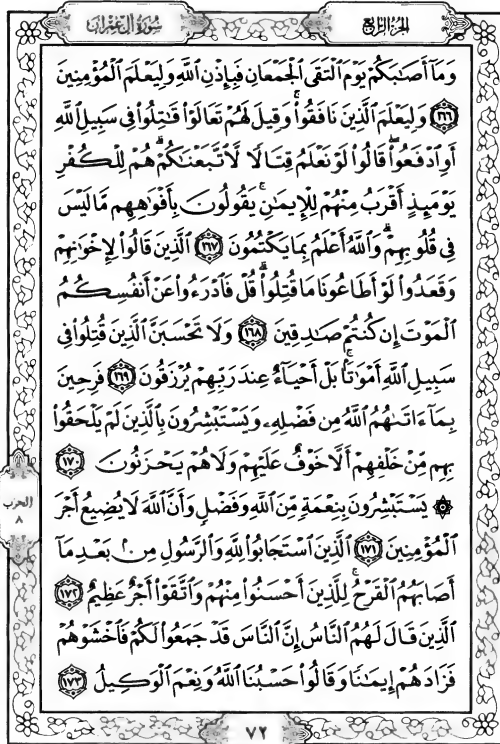 الجُزْءُ الرَّابِعُ
سُورَةُ آلِ عِمْرَانَ
وَمَآ أَصَٰبَكُمْ يَوْمَ ٱلْتَقَى ٱلْجَمْعَانِ فَبِإِذْنِ ٱللَّهِ وَلِيَعْلَمَ ٱلْمُؤْمِنِينَ
١٦٦ وَلِيَعْلَمَ ٱلَّذِينَ نَافَقُوا۟ ۚ وَقِيلَ لَهُمْ تَعَالَوْا۟ قَٰتِلُوا۟ فِى سَبِيلِ ٱللَّهِ
أَوِ ٱدْفَعُوا۟ ۖ قَالُوا۟ لَوْ نَعْلَمُ قِتَالًا لَّٱتَّبَعْنَٰكُمْ ۗ هُمْ لِلْكُفْرِ
يَوْمَئِذٍ أَقْرَبُ مِنْهُمْ لِلْإِيمَٰنِ ۚ يَقُولُونَ بِأَفْوَٰهِهِم مَّا لَيْسَ
فِى قُلُوبِهِمْ ۗ وَٱللَّهُ أَعْلَمُ بِمَا يَكْتُمُونَ ١٦٧ ٱلَّذِينَ قَالُوا۟ لِإِخْوَٰنِهِمْ
وَقَعَدُوا۟ لَوْ أَطَاعُونَا مَا قُتِلُوا۟ ۗ قُلْ فَٱدْرَءُوا۟ عَنْ أَنفُسِكُمُ
ٱلْمَوْتَ إِن كُنتُمْ صَٰدِقِينَ ١٦٨ وَلَا تَحْسَبَنَّ ٱلَّذِينَ قُتِلُوا۟ فِى
سَبِيلِ ٱللَّهِ أَمْوَٰتًۢا ۚ بَلْ أَحْيَآءٌ عِندَ رَبِّهِمْ يُرْزَقُونَ ١٦٩ فَرِحِينَ
بِمَآ ءَاتَىٰهُمُ ٱللَّهُ مِن فَضْلِهِۦ وَيَسْتَبْشِرُونَ بِٱلَّذِينَ لَمْ يَلْحَقُوا۟
بِهِم مِّنْ خَلْفِهِمْ أَلَّا خَوْفٌ عَلَيْهِمْ وَلَا هُمْ يَحْزَنُونَ ١٧٠
۞ يَسْتَبْشِرُونَ بِنِعْمَةٍ مِّنَ ٱللَّهِ وَفَضْلٍ وَأَنَّ ٱللَّهَ لَا يُضِيعُ أَجْرَ
ٱلْمُؤْمِنِينَ ١٧١ ٱلَّذِينَ ٱسْتَجَابُوا۟ لِلَّهِ وَٱلرَّسُولِ مِنۢ بَعْدِ مَآ
أَصَابَهُمُ ٱلْقَرْحُ ۚ لِلَّذِينَ أَحْسَنُوا۟ مِنْهُمْ وَٱتَّقَوْا۟ أَجْرٌ عَظِيمٌ ١٧٢
ٱلَّذِينَ قَالَ لَهُمُ ٱلنَّاسُ إِنَّ ٱلنَّاسَ قَدْ جَمَعُوا۟ لَكُمْ فَٱخْشَوْهُمْ
فَزَادَهُمْ إِيمَٰنًا وَقَالُوا۟ حَسْبُنَا ٱللَّهُ وَنِعْمَ ٱلْوَكِيلُ ١٧٣
الحزب
٨
٧٢